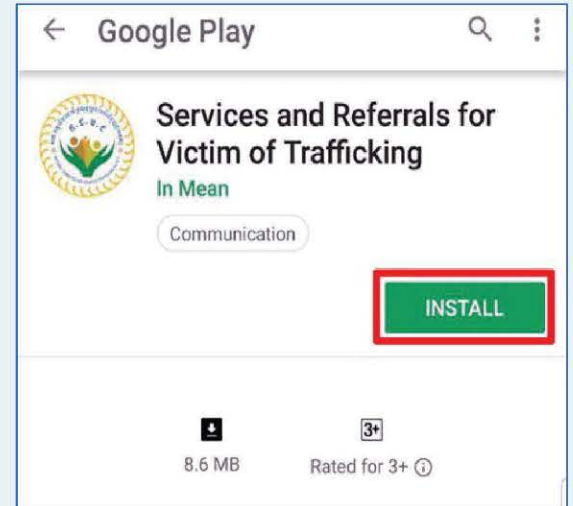 Google Play
Services and Referrals for
Victim of Trafficking
In Mean
Communication
INSTALL
3+
8.6 MB
Rated for 3+